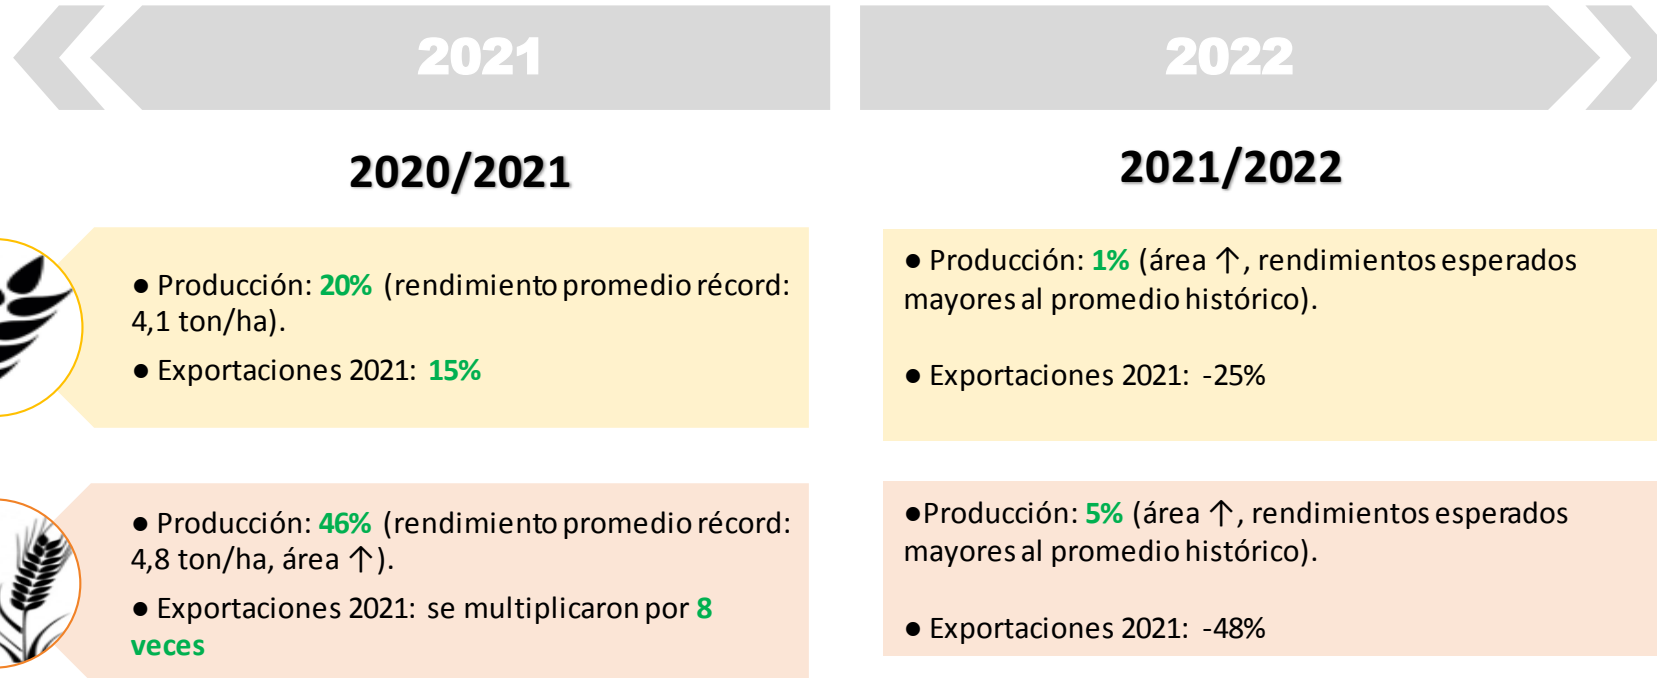 2021
2022
2020/2021
2021/2022
● Producción: 20% (rendimiento promedio récord:
4,1 ton/ha).
● Exportaciones 2021: 15%
● Producción: 1% (área ↑, rendimientos esperados
mayores al promedio histórico).
● Exportaciones 2021: -25%
● Producción: 46% (rendimiento promedio récord:
4,8 ton/ha, área ↑).
● Exportaciones 2021: se multiplicaron por 8
veces
●Producción: 5% (área ↑, rendimientos esperados
mayores al promedio histórico).
● Exportaciones 2021: -48%